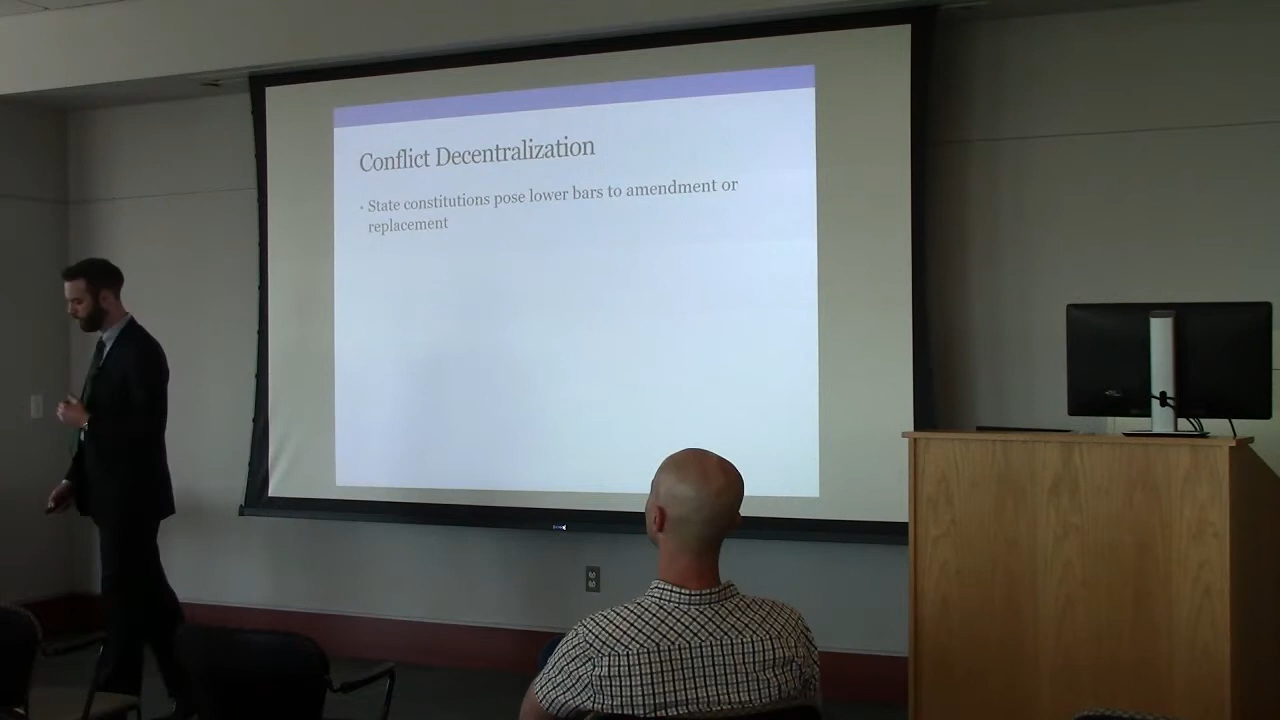 Conflict Decentralization
• State constitutions pose lower bars to amendment or
replacement